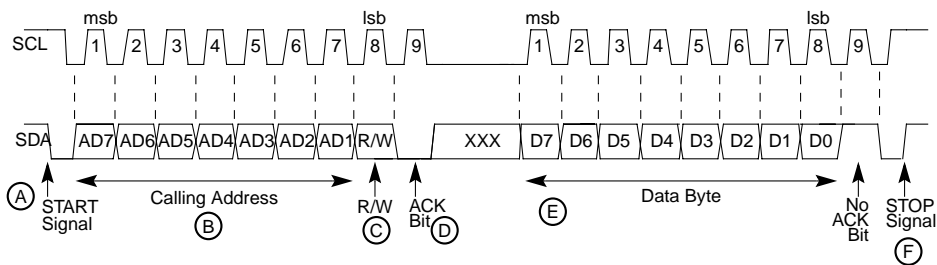 msb lsb msb lsb
SCL 1 2 3 4 5 6 7 8 9 1 2 3 4 5 6 7 8 9
SDA AD7 AD6 AD5 AD4 AD3 AD2 AD1 R/W XXX D7 D6 D5 D4 D3 D2 D1 D0
A START Signal
Calling Address
B
R/W
C
ACK
Bit D
E
Data Byte
No
ACK
Bit
STOP
Signal
F